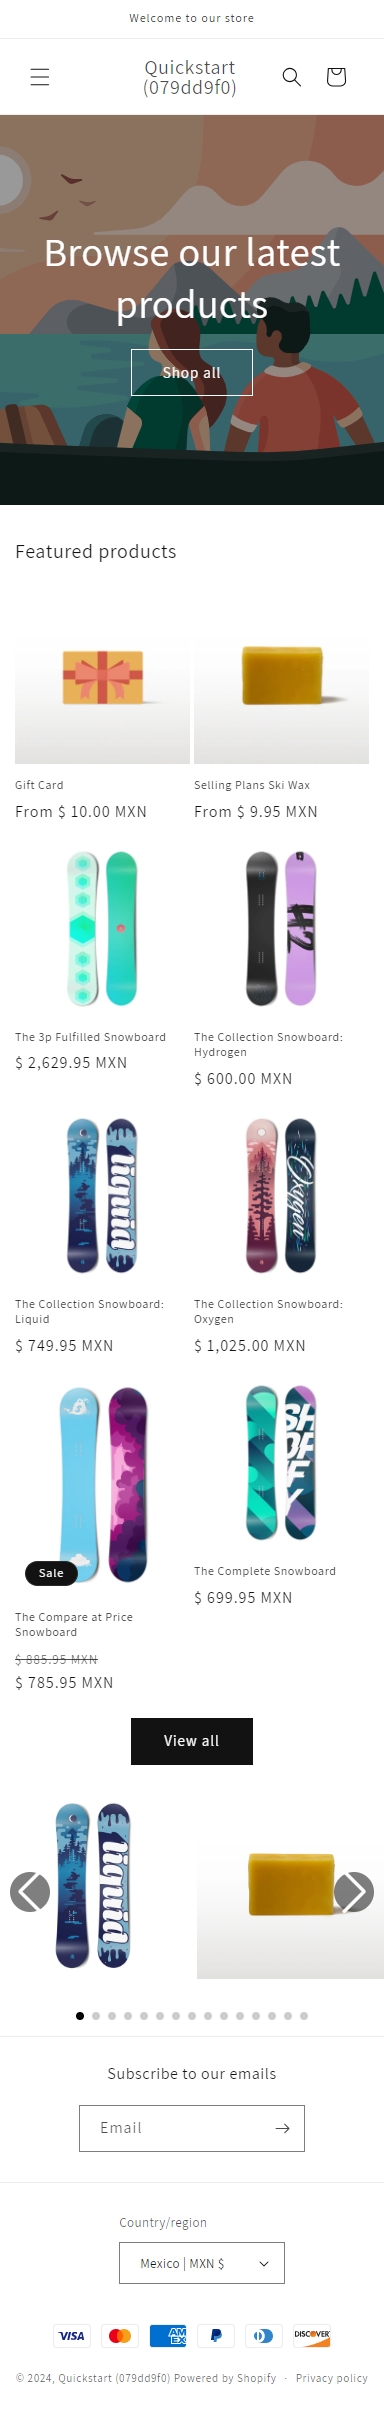 Welcome to our store
Quickstart
(079dd9f0)
Browse our latest
products
Shop all
Featured products
Gift Card
From $ 10.00 MXN
Selling Plans Ski Wax
From $ 9.95 MXN
The 3p Fulfilled Snowboard
$ 2,629.95 MXN
The Collection Snowboard:
Hydrogen
$ 600.00 MXN
liquid
The Collection Snowboard:
Liquid
$ 749.95 MXN
Oxygen
The Collection Snowboard:
Oxygen
$ 1,025.00 MXN
Sale
The Compare at Price
Snowboard
$ 885.95 MXN
$ 785.95 MXN
The Complete Snowboard
$ 699.95 MXN
View all
liquid
Subscribe to our emails
Email
Country/region
Mexico | MXN $
VISA
AM
EX
DISCOVER
© 2024, Quickstart (079dd9f0) Powered by Shopify · Privacy policy